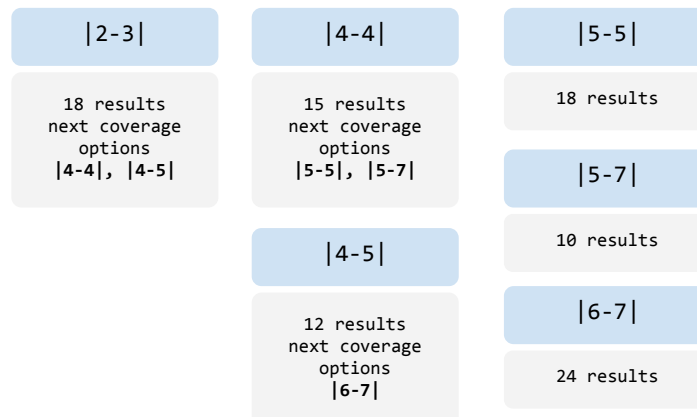 |2-3|
18 results
next coverage
options
|4-4|, |4-5|
|4-4|
15 results
next coverage
options
|5-5|, |5-7|
|4-5|
12 results
next coverage
options
|6-7|
|5-5|
18 results
|5-7|
10 results
|6-7|
24 results